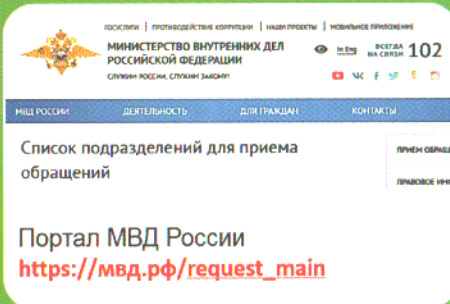 ГОСУСЛУГИ | ПРОТИВОДЕЙСТВИЕ КОРРУПЦИИ | НАШИ ПРОЕКТЫ | МОБИЛЬНОЕ ПРИЛОЖЕНИЕ
МИНИСТЕРСТВО ВНУТРЕННИХ ДЕЛ
РОССИЙСКОЙ ФЕДЕРАЦИИ
СЛУЖИМ РОССИИ, СЛУЖИМ ЗАКОНУ!
In Eng
ВСЕГДА
НА СВЯЗИ 102
МВД РОССИИ ДЕЯТЕЛЬНОСТЬ ДЛЯ ГРАЖДАН КОНТАКТЫ
Список подразделений для приема
обращений
ПРИЕМ ОБРАЩ
ПРАВОВОЕ ИН
Портал МВД России
https://мвд.рф/request_main